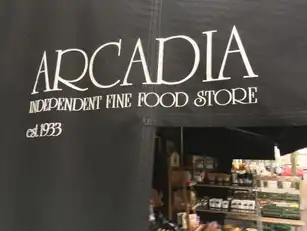 ARCADIA
INDEPENDENT FINE FOOD STORE
est.1933